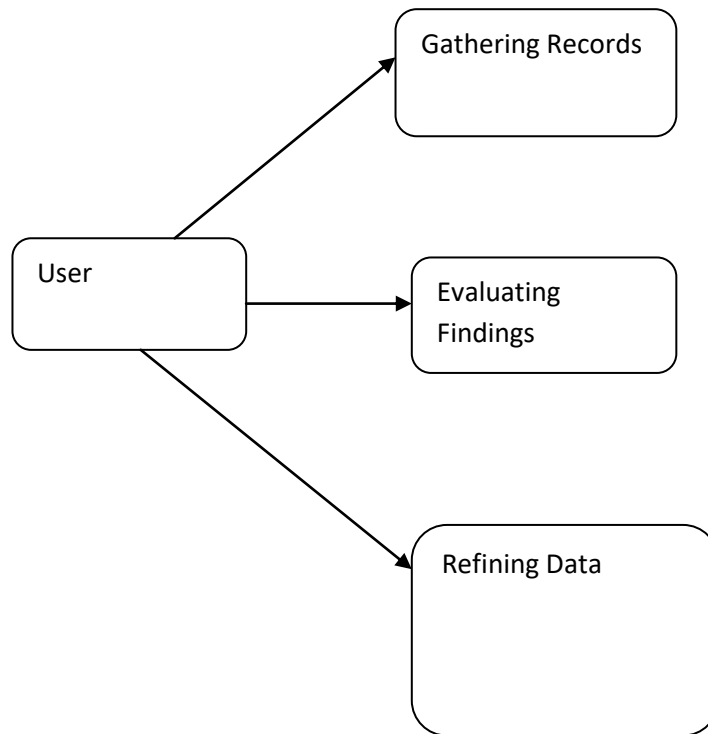 Gathering Records
User
Evaluating
Findings
Refining Data